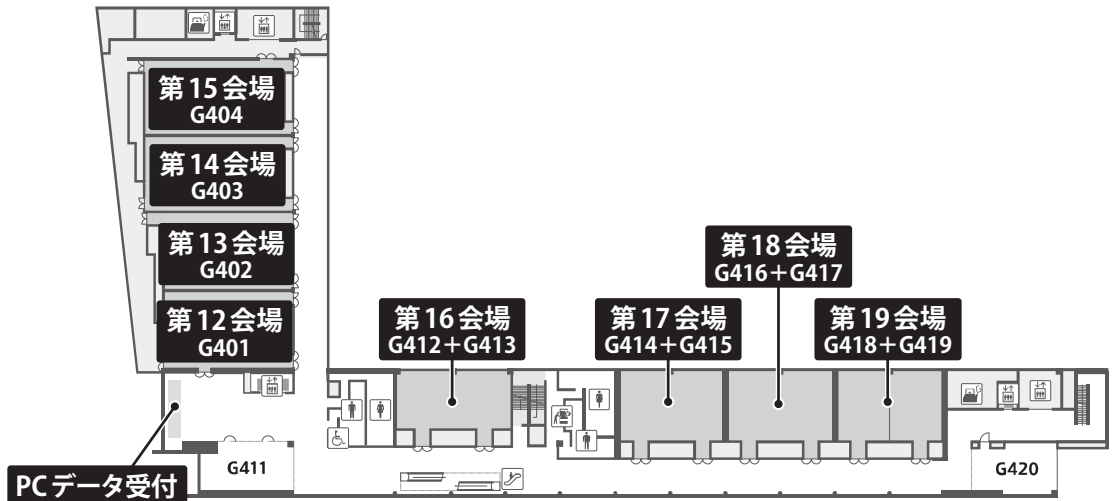 第15会場
G404
第14会場
G403
第13会場
G402
第12会場
G401
第16会場
G412+G413
第17会場
G414+G415
第18会場
G416+G417
第19会場
G418+G419
G411
PCデータ受付
G420